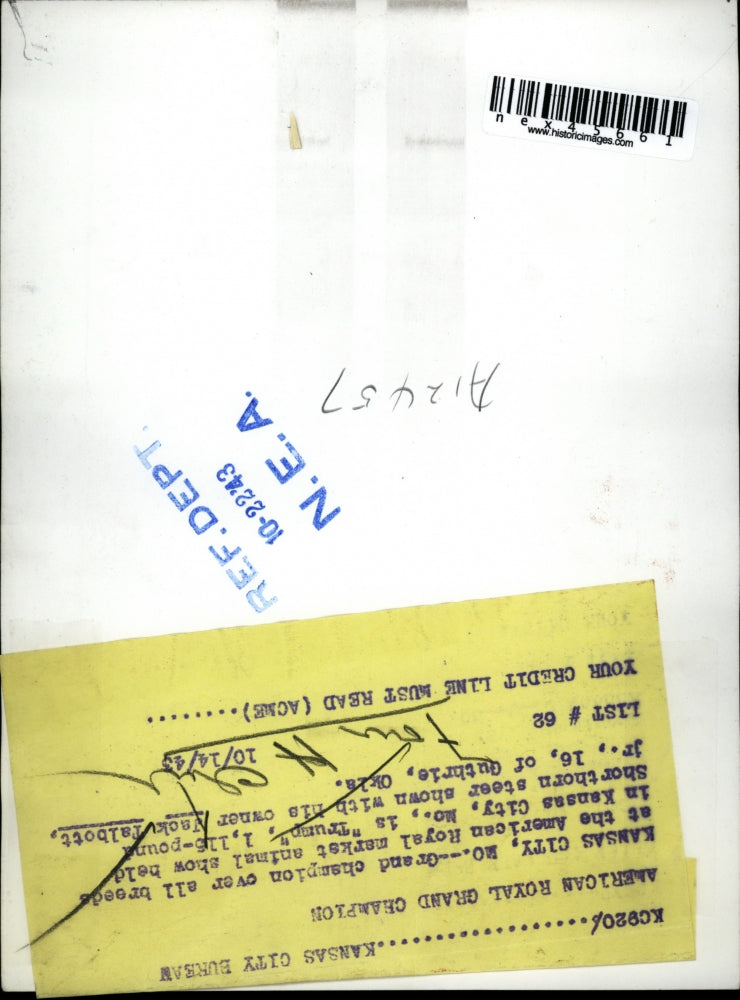 nex45661
www.historicimages.com
A12457
REF. DEPT.
10-22-43
N. E. A.
KC920/....................KANSAS CITY BUREAU
AMERICAN ROYAL GRAND CHAMPION
KANSAS CITY, MO.--Grand champion over all breeds
at the American Royal market animal show held
in Kansas City, Mo., is "Trump", 1,115-pound
Shorthorn steer shown with his owner Jack Talbott,
jr., 16, of Guthrie, Okla.
LIST # 62 10/14/43
YOUR CREDIT LINE MUST READ (ACME)........